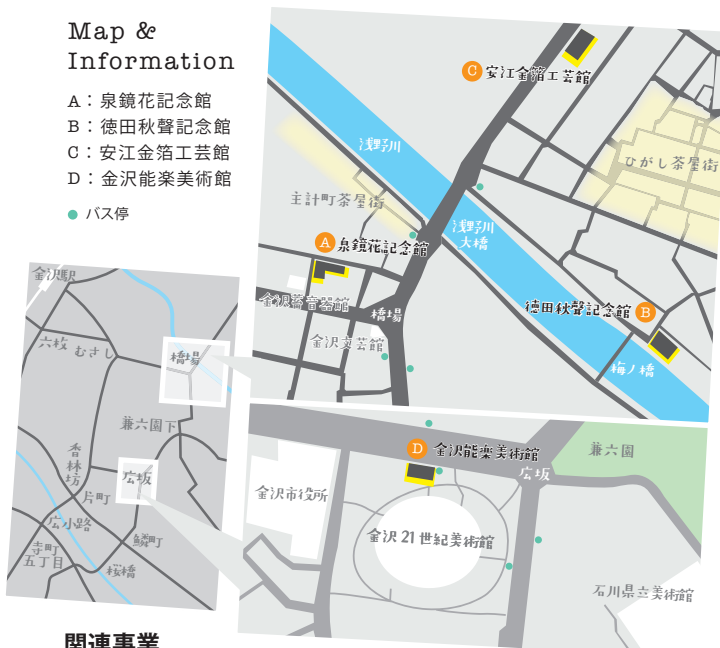 Map &
Information
A：泉鏡花記念館
B：徳田秋聲記念館
C：安江金箔工芸館
D：金沢能楽美術館
バス停
C 安江金箔工芸館
浅野川
ひがし茶屋街
主計町茶屋街
浅野川
大橋
A 泉鏡花記念館
金沢蓄音器館
橋場
徳田秋聲記念館 B
金沢文芸館
梅ノ橋
金沢駅
六枚 むさし
橋場
兼六園下
香林坊
広坂
片町
広小路
鱗町
寺町
五丁目
桜橋
D 金沢能楽美術館
兼六園
広坂
金沢市役所
金沢21世紀美術館
石川県立美術館
関連事業